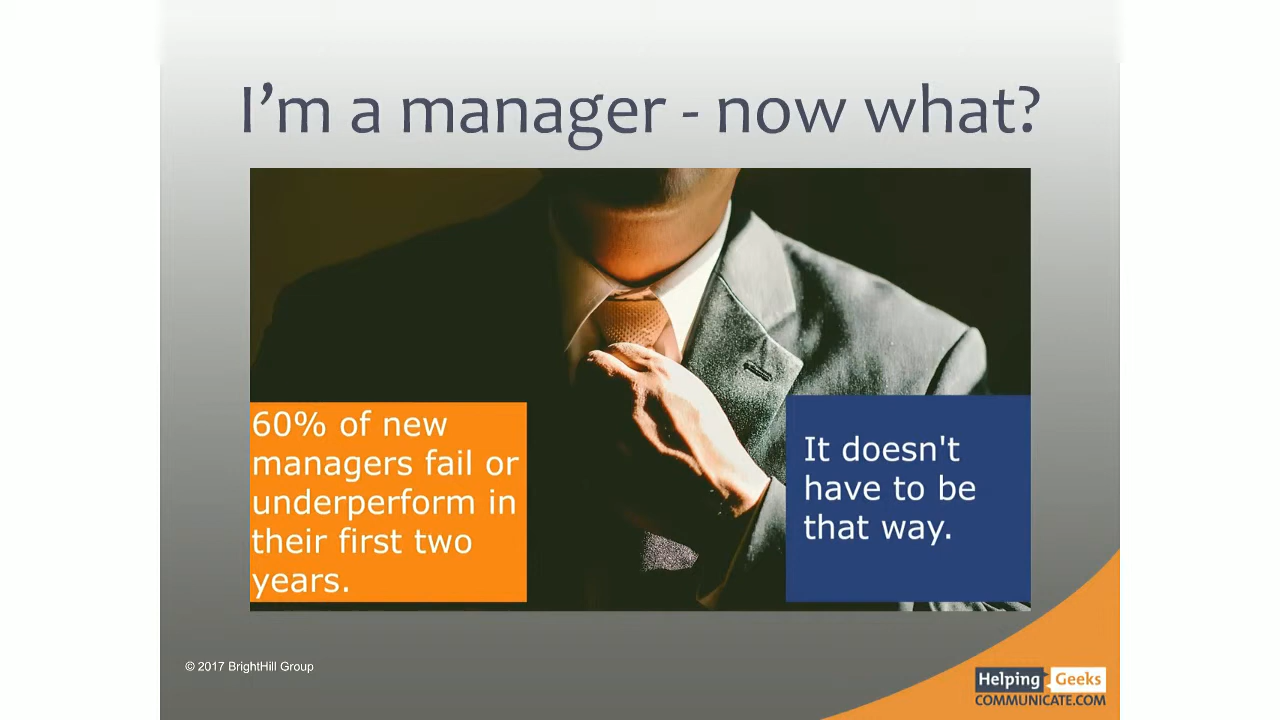 I'm a manager - now what?
60% of new
managers fail or
underperform in
their first two
years.
It doesn't
have to be
that way.
© 2017 BrightHill Group
Helping Geeks
COMMUNICATE.COM